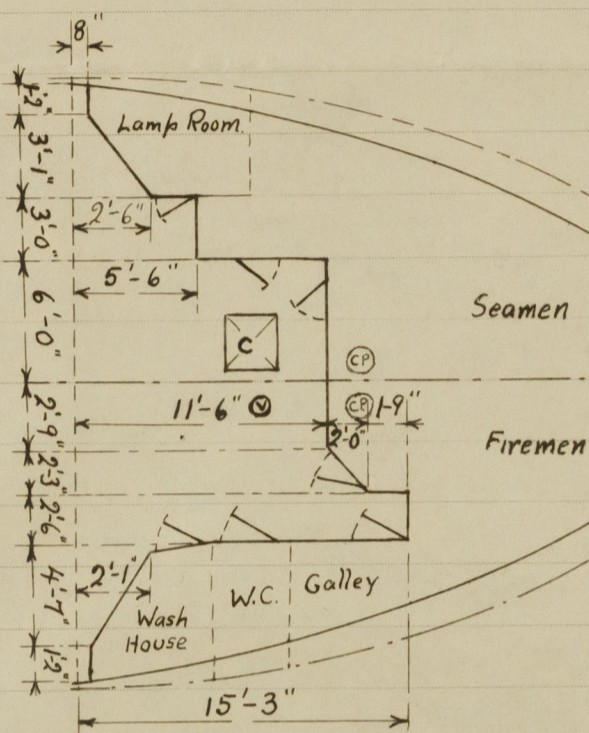 8"
1'-2"
Lamp Room.
3'-1"
2'-6"
3'-0"
5'-6"
6'-0"
Seamen
C
CP
11'-6"
V
CP
1'-9"
2'-9"
2'-0"
Firemen
2'-3"
2'-6"
2'-1"
4'-7"
W.C.
Galley
Wash
House
1'-2"
15'-3"